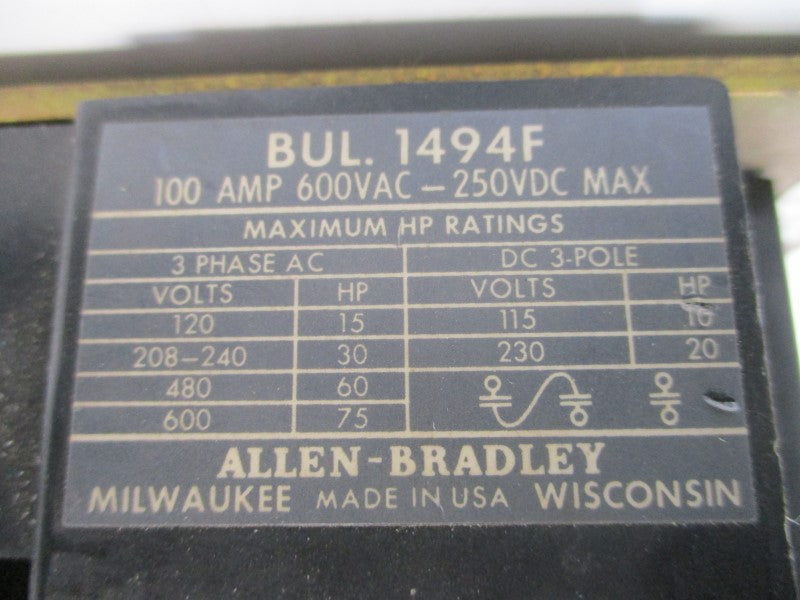 BUL. 1494F
100 AMP 600VAC – 250VDC MAX
MAXIMUM HP RATINGS
3 PHASE AC DC 3-POLE
VOLTS HP VOLTS HP
120 15 115 10
208–240 30 230 20
480 60
600 75
ALLEN-BRADLEY
MILWAUKEE MADE IN USA WISCONSIN